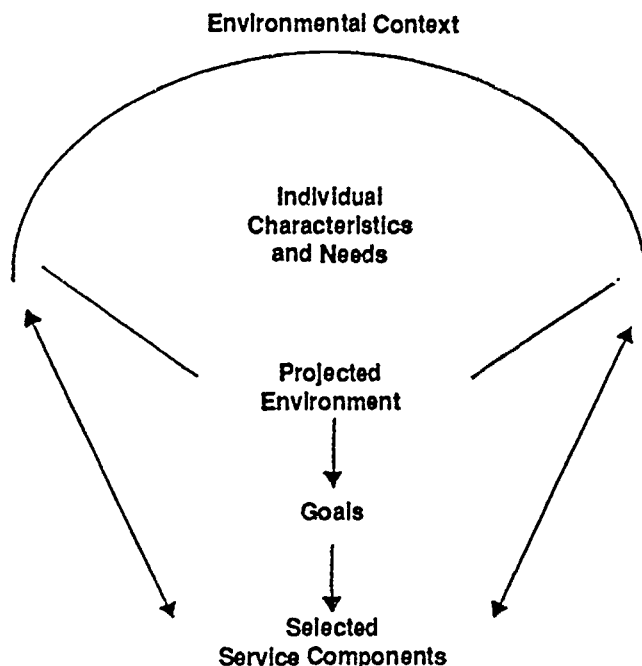 Environmental Context
Individual
Characteristics
and Needs
Projected
Environment
Goals
Selected
Service Components